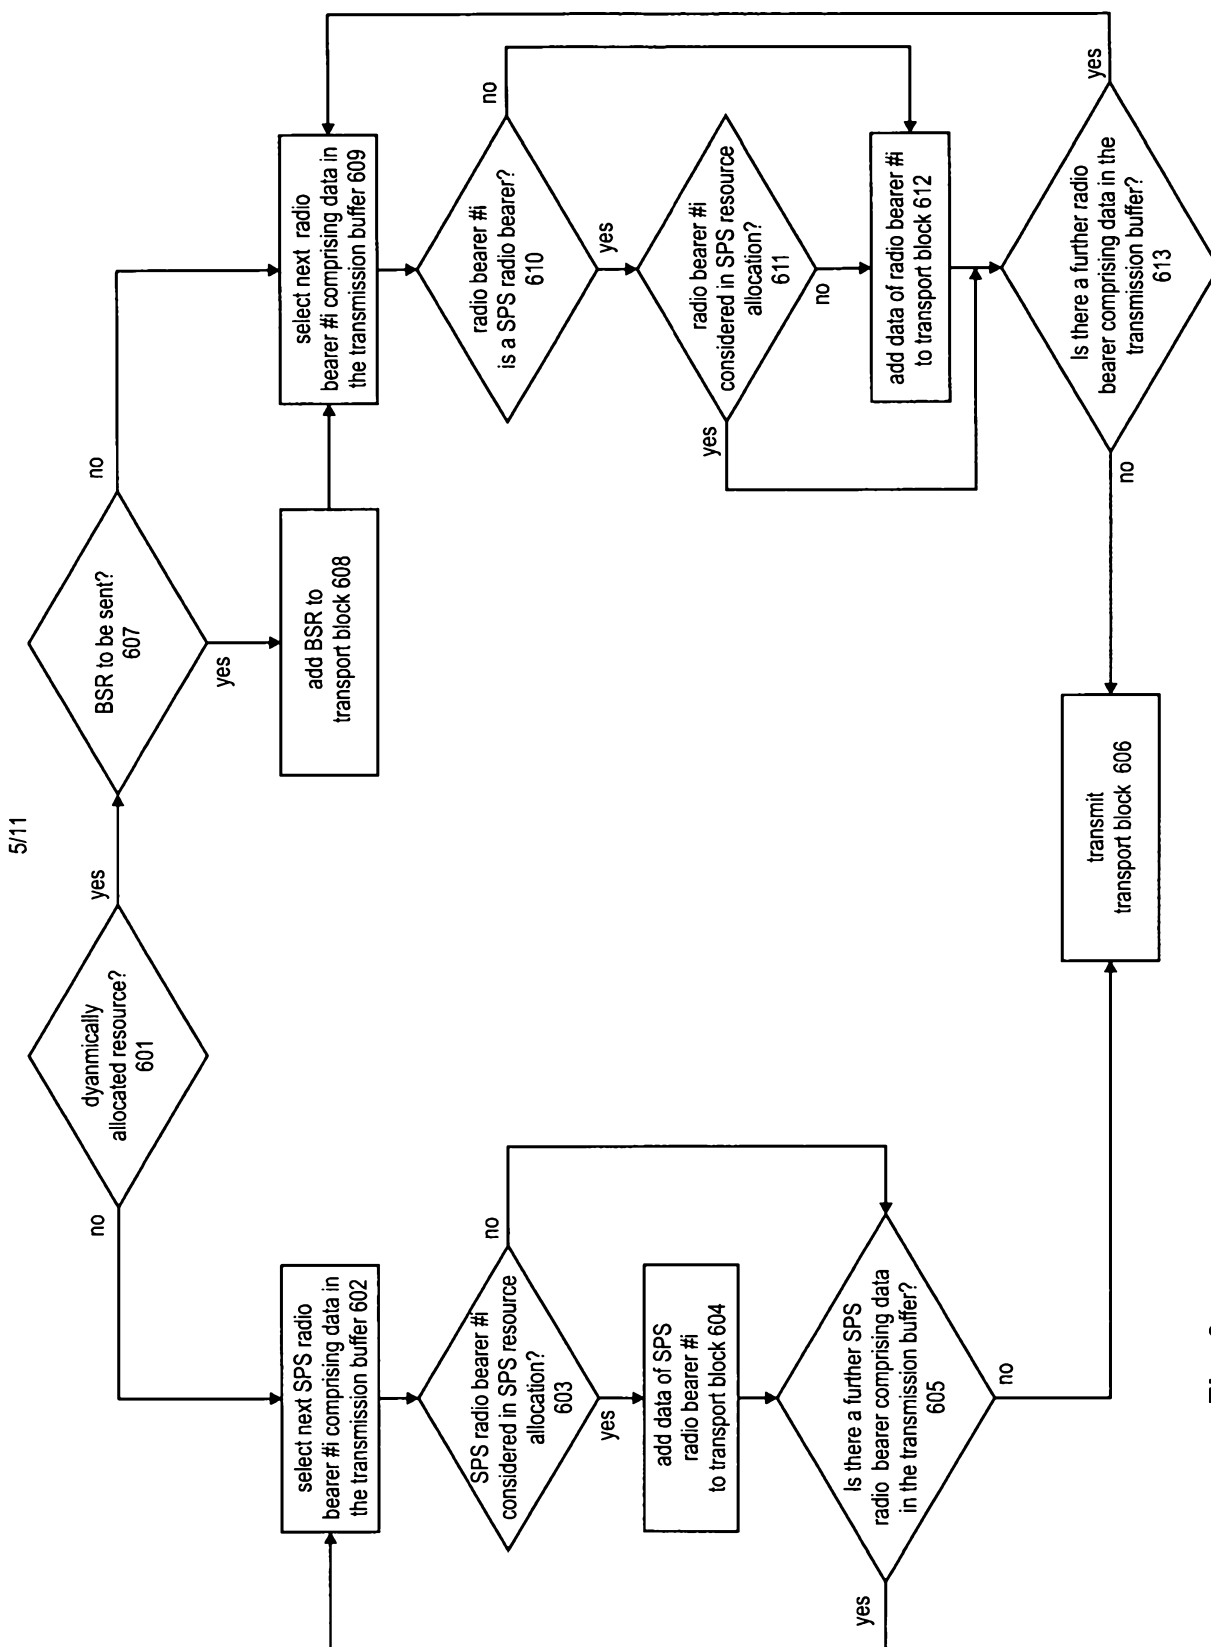 5/11
dyanmically
allocated resource?
601
no
yes
BSR to be sent?
607
no
yes
add BSR to
transport block 608
select next SPS radio
bearer #i comprising data in
the transmission buffer 602
SPS radio bearer #i
considered in SPS resource
allocation?
603
no
yes
add data of SPS
radio bearer #i
to transport block 604
Is there a further SPS
radio bearer comprising data
in the transmission buffer?
605
yes
no
select next radio
bearer #i comprising data in
the transmission buffer 609
radio bearer #i
is a SPS radio bearer?
610
no
yes
radio bearer #i
considered in SPS resource
allocation?
611
yes
no
add data of radio bearer #i
to transport block 612
Is there a further radio
bearer comprising data in the
transmission buffer?
613
yes
no
transmit
transport block 606